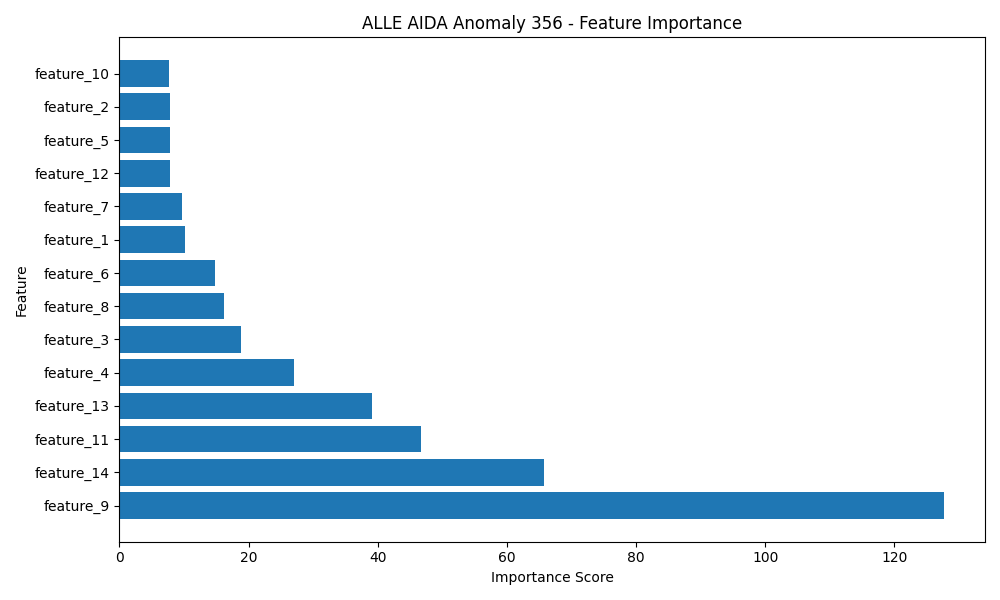 ALLE AIDA Anomaly 356 - Feature Importance
Feature
feature_10
feature_2
feature_5
feature_12
feature_7
feature_1
feature_6
feature_8
feature_3
feature_4
feature_13
feature_11
feature_14
feature_9
0 20 40 60 80 100 120
Importance Score